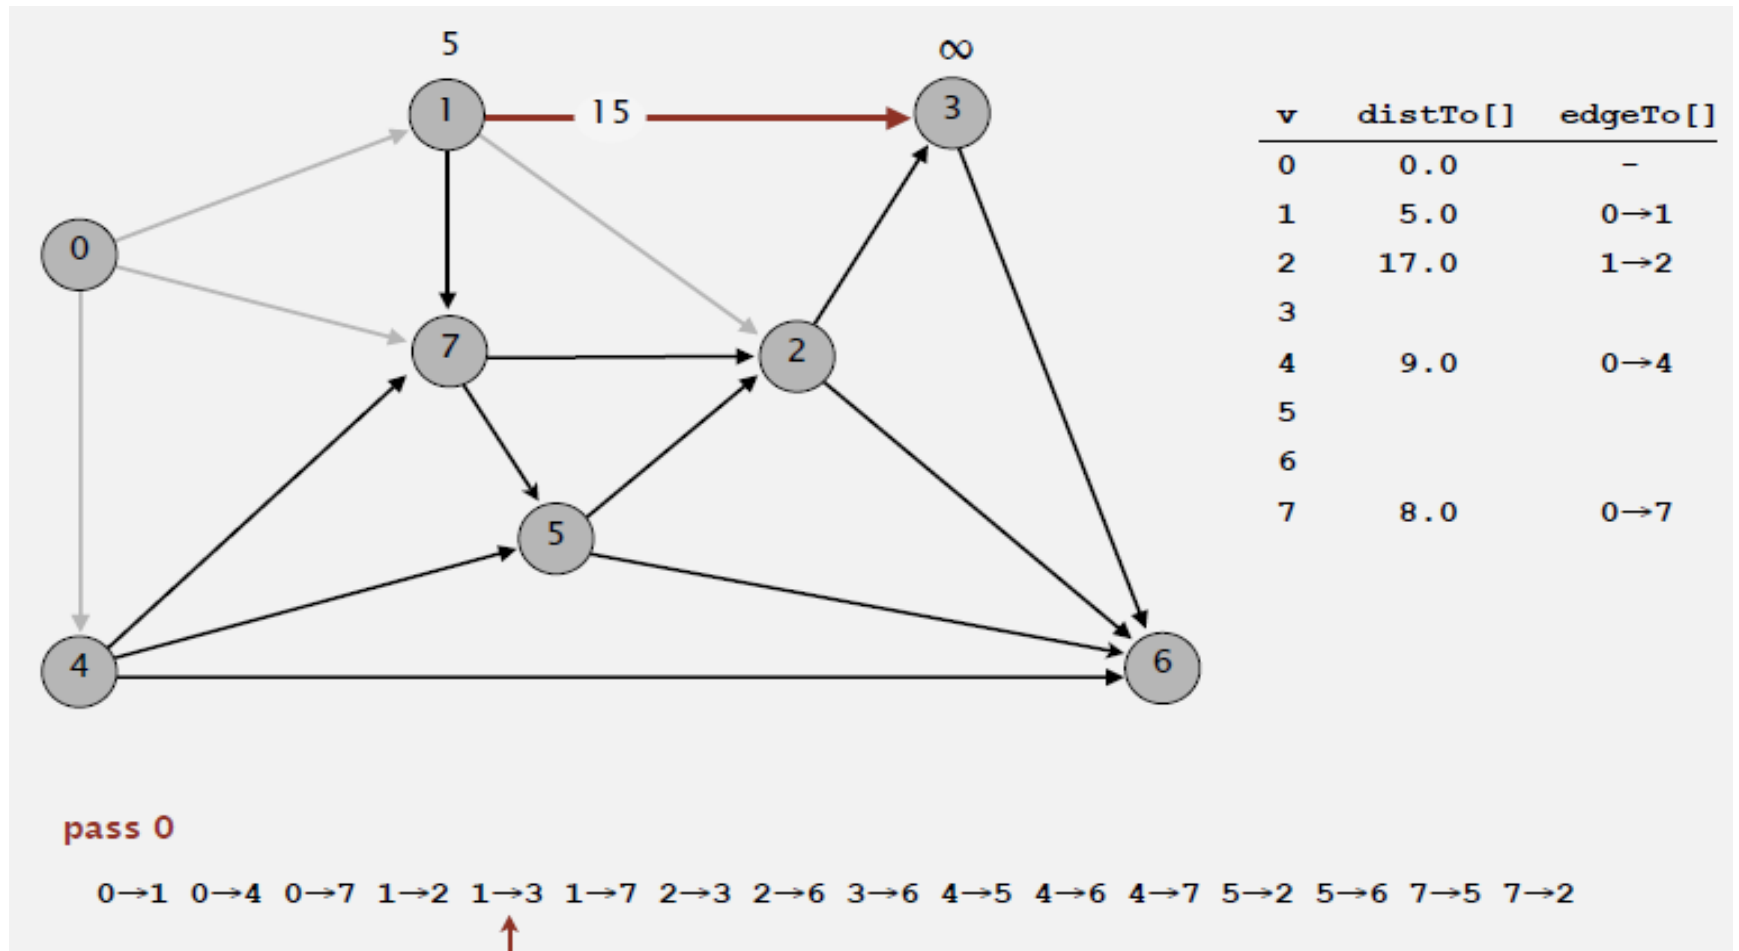 5 ∞
1 15 3
0
7 2
5
4 6
v distTo[] edgeTo[]
0 0.0 –
1 5.0 0→1
2 17.0 1→2
3
4 9.0 0→4
5
6
7 8.0 0→7
pass 0
0→1 0→4 0→7 1→2 1→3 1→7 2→3 2→6 3→6 4→5 4→6 4→7 5→2 5→6 7→5 7→2